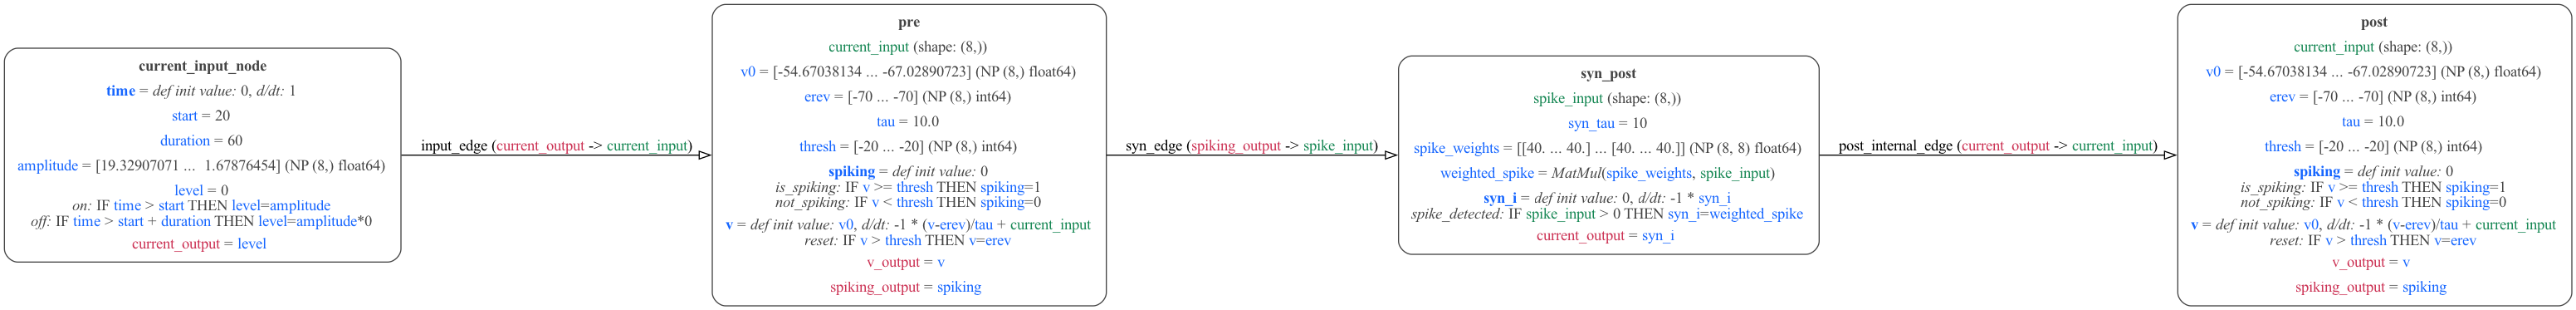 current_input_node
time = def init value: 0, d/dt: 1
start = 20
duration = 60
amplitude = [19.32907071 ...  1.67876454] (NP (8,) float64)
level = 0
on: IF time > start THEN level=amplitude
off: IF time > start + duration THEN level=amplitude*0
current_output = level
input_edge (current_output -> current_input)
pre
current_input (shape: (8,))
v0 = [-54.67038134 ... -67.02890723] (NP (8,) float64)
erev = [-70 ... -70] (NP (8,) int64)
tau = 10.0
thresh = [-20 ... -20] (NP (8,) int64)
spiking = def init value: 0
is_spiking: IF v >= thresh THEN spiking=1
not_spiking: IF v < thresh THEN spiking=0
v = def init value: v0, d/dt: -1 * (v-erev)/tau + current_input
reset: IF v > thresh THEN v=erev
v_output = v
spiking_output = spiking
syn_edge (spiking_output -> spike_input)
syn_post
spike_input (shape: (8,))
syn_tau = 10
spike_weights = [[40. ... 40.] ... [40. ... 40.]] (NP (8, 8) float64)
weighted_spike = MatMul(spike_weights, spike_input)
syn_i = def init value: 0, d/dt: -1 * syn_i
spike_detected: IF spike_input > 0 THEN syn_i=weighted_spike
current_output = syn_i
post_internal_edge (current_output -> current_input)
post
current_input (shape: (8,))
v0 = [-54.67038134 ... -67.02890723] (NP (8,) float64)
erev = [-70 ... -70] (NP (8,) int64)
tau = 10.0
thresh = [-20 ... -20] (NP (8,) int64)
spiking = def init value: 0
is_spiking: IF v >= thresh THEN spiking=1
not_spiking: IF v < thresh THEN spiking=0
v = def init value: v0, d/dt: -1 * (v-erev)/tau + current_input
reset: IF v > thresh THEN v=erev
v_output = v
spiking_output = spiking